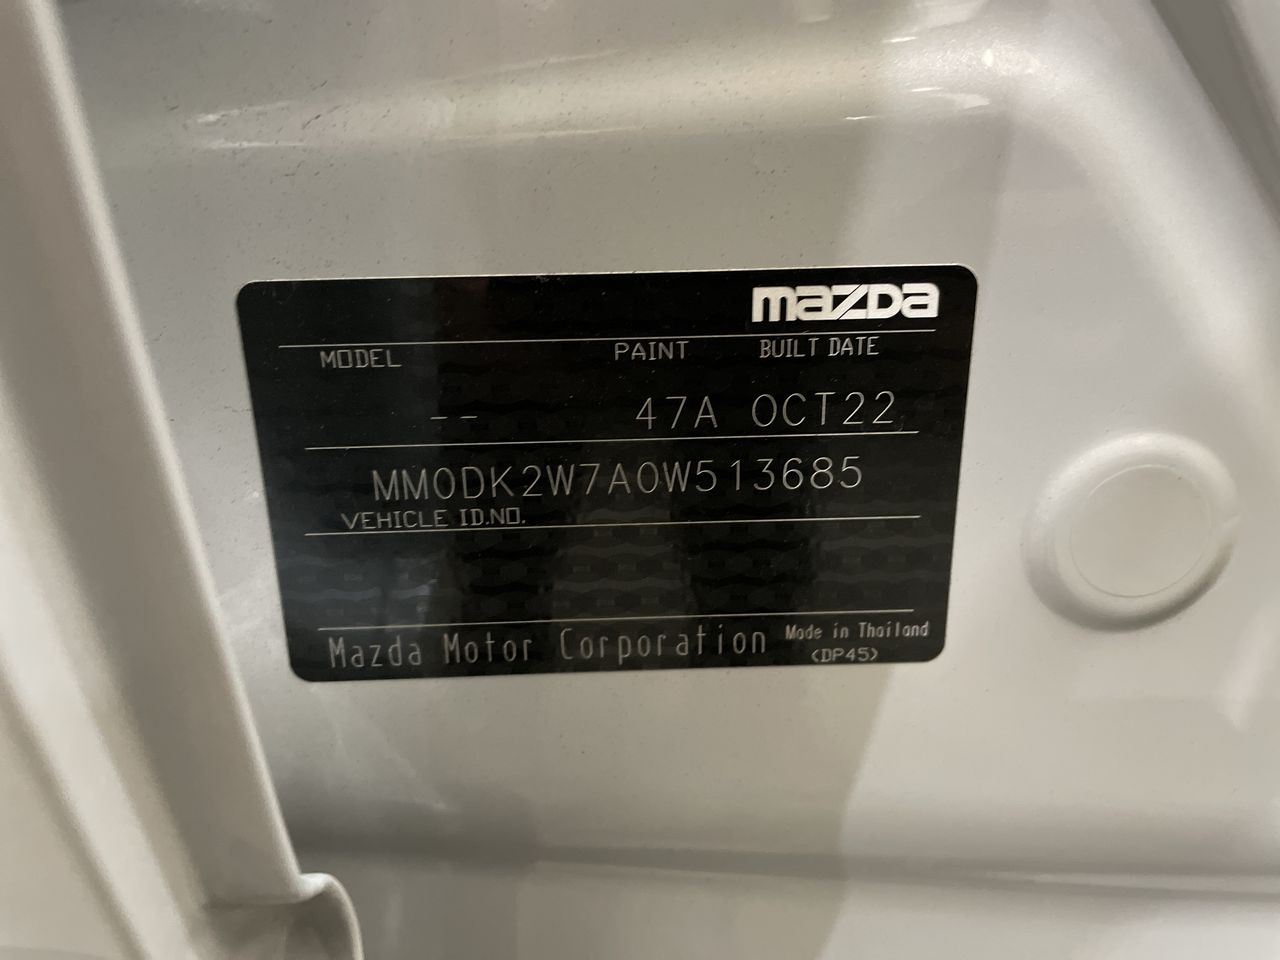 mazda
MODEL PAINT BUILT DATE
-- 47A OCT22
MM0DK2W7A0W513685
VEHICLE ID.NO.
Mazda Motor Corporation Made in Thailand
(DP45)